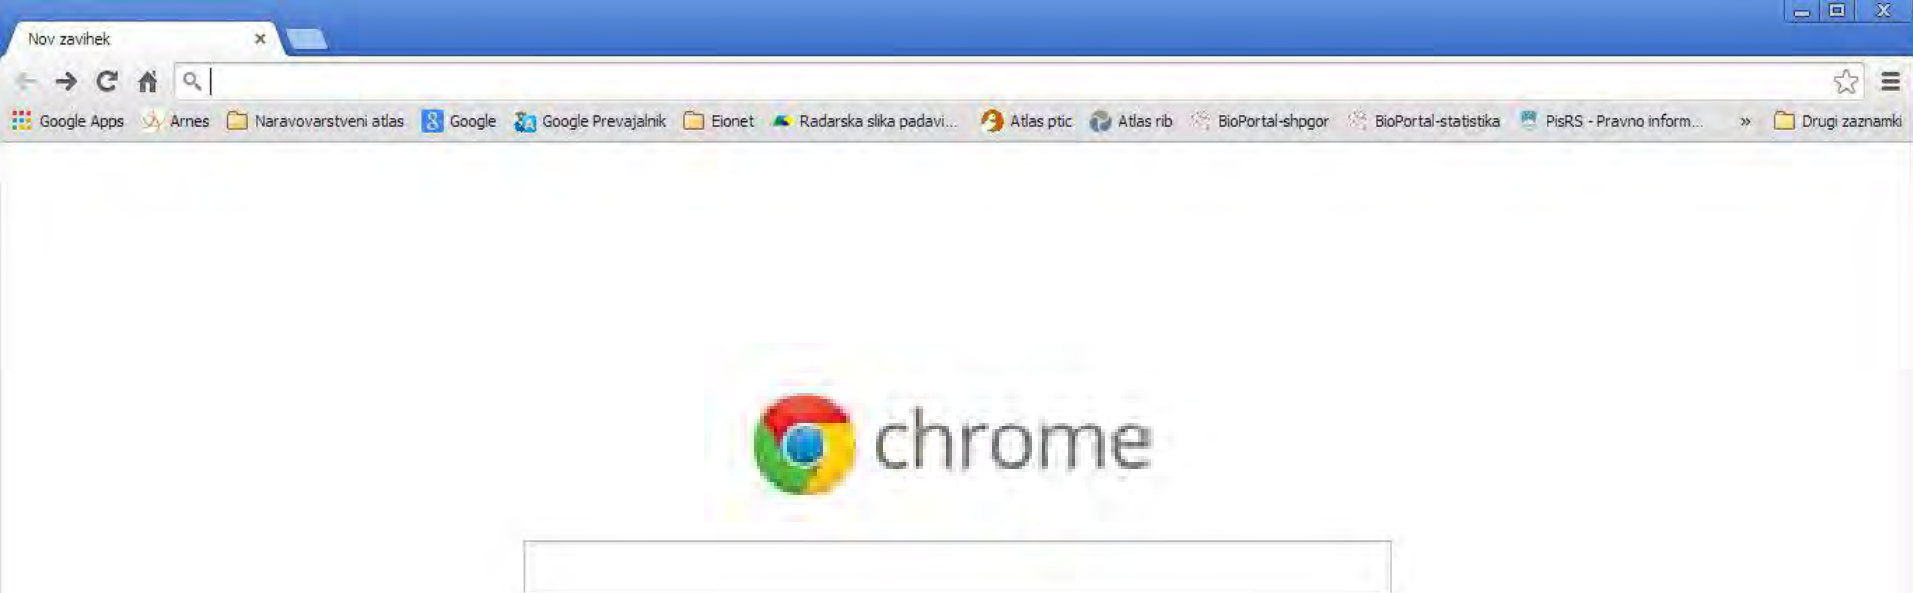 Nov zavihek
Google Apps Arnes Naravovarstveni atlas Google Google Prevajalnik Eionet Radarska slika padavi... Atlas ptic Atlas rib BioPortal-shpgor BioPortal-statistika PisRS - Pravno inform... » Drugi zaznamki
chrome